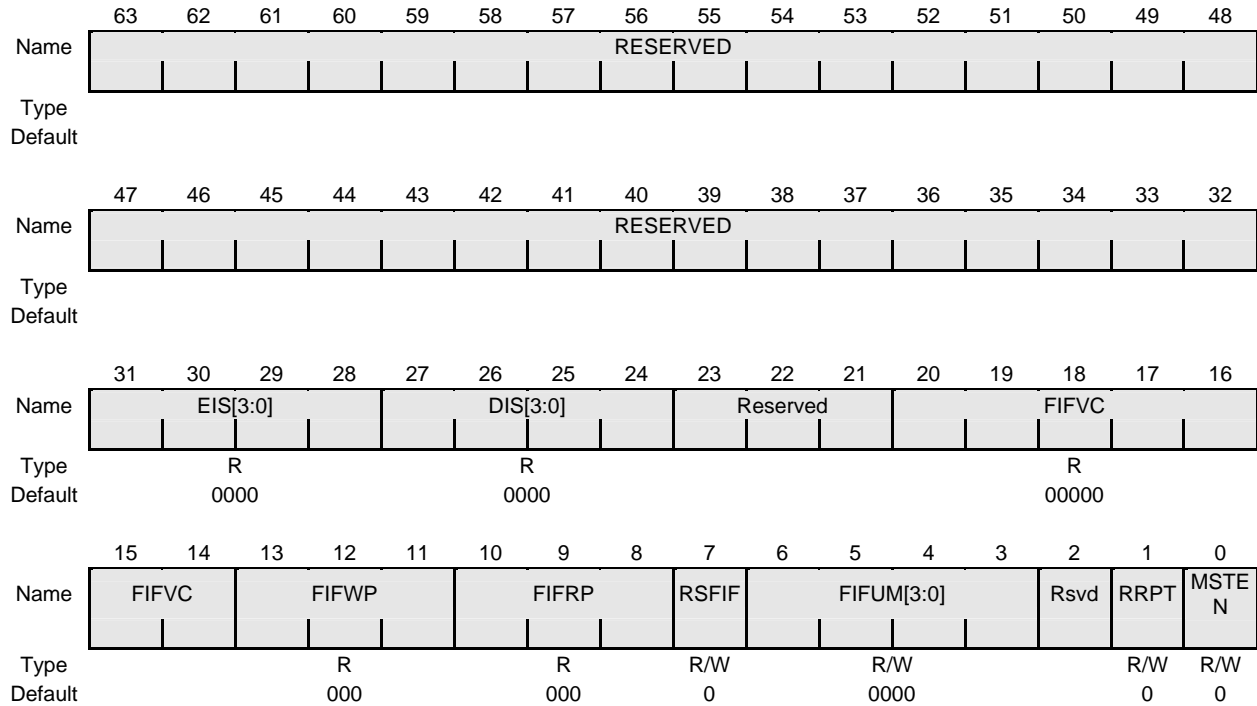 63 62 61 60 59 58 57 56 55 54 53 52 51 50 49 48
Name RESERVED
Type
Default
47 46 45 44 43 42 41 40 39 38 37 36 35 34 33 32
Name RESERVED
Type
Default
31 30 29 28 27 26 25 24 23 22 21 20 19 18 17 16
Name EIS[3:0] DIS[3:0] Reserved FIFVC
Type R R R
Default 0000 0000 00000
15 14 13 12 11 10 9 8 7 6 5 4 3 2 1 0
Name FIFVC FIFWP FIFRP RSFIF FIFUM[3:0] Rsvd RRPT MSTE
N
Type R R R/W R/W R/W R/W
Default 000 000 0 0000 0 0